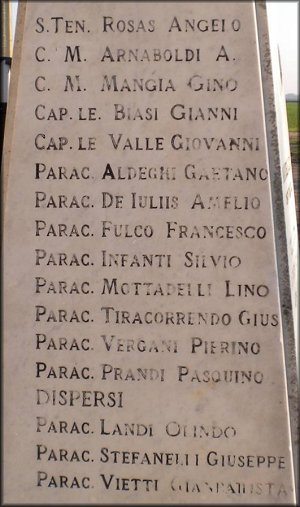 S.TEN. ROSAS ANGELO
C. M. ARNABOLDI A.
C. M. MANGIA GINO
CAP.LE. BIASI GIANNI
CAP.LE VALLE GIOVANNI
PARAC. ALDEGHI GAETANO
PARAC. DE IULIIS AMELIO
PARAC. FULCO FRANCESCO
PARAC. INFANTI SILVIO
PARAC. MOTTADELLI LINO
PARAC. TIRACORRENDO GIUS
PARAC. VERGANI PIERINO
PARAC. PRANDI PASQUINO
DISPERSI
PARAC. LANDI OLINDO
PARAC. STEFANELLI GIUSEPPE
PARAC. VIETTI GIANBATTISTA